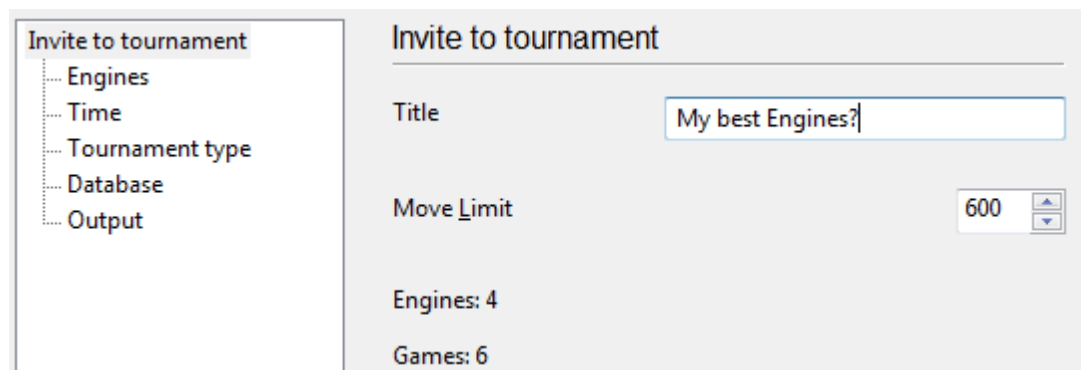 Invite to tournament
Engines
Time
Tournament type
Database
Output
Invite to tournament
Title
My best Engines?
Move Limit
600
Engines: 4
Games: 6